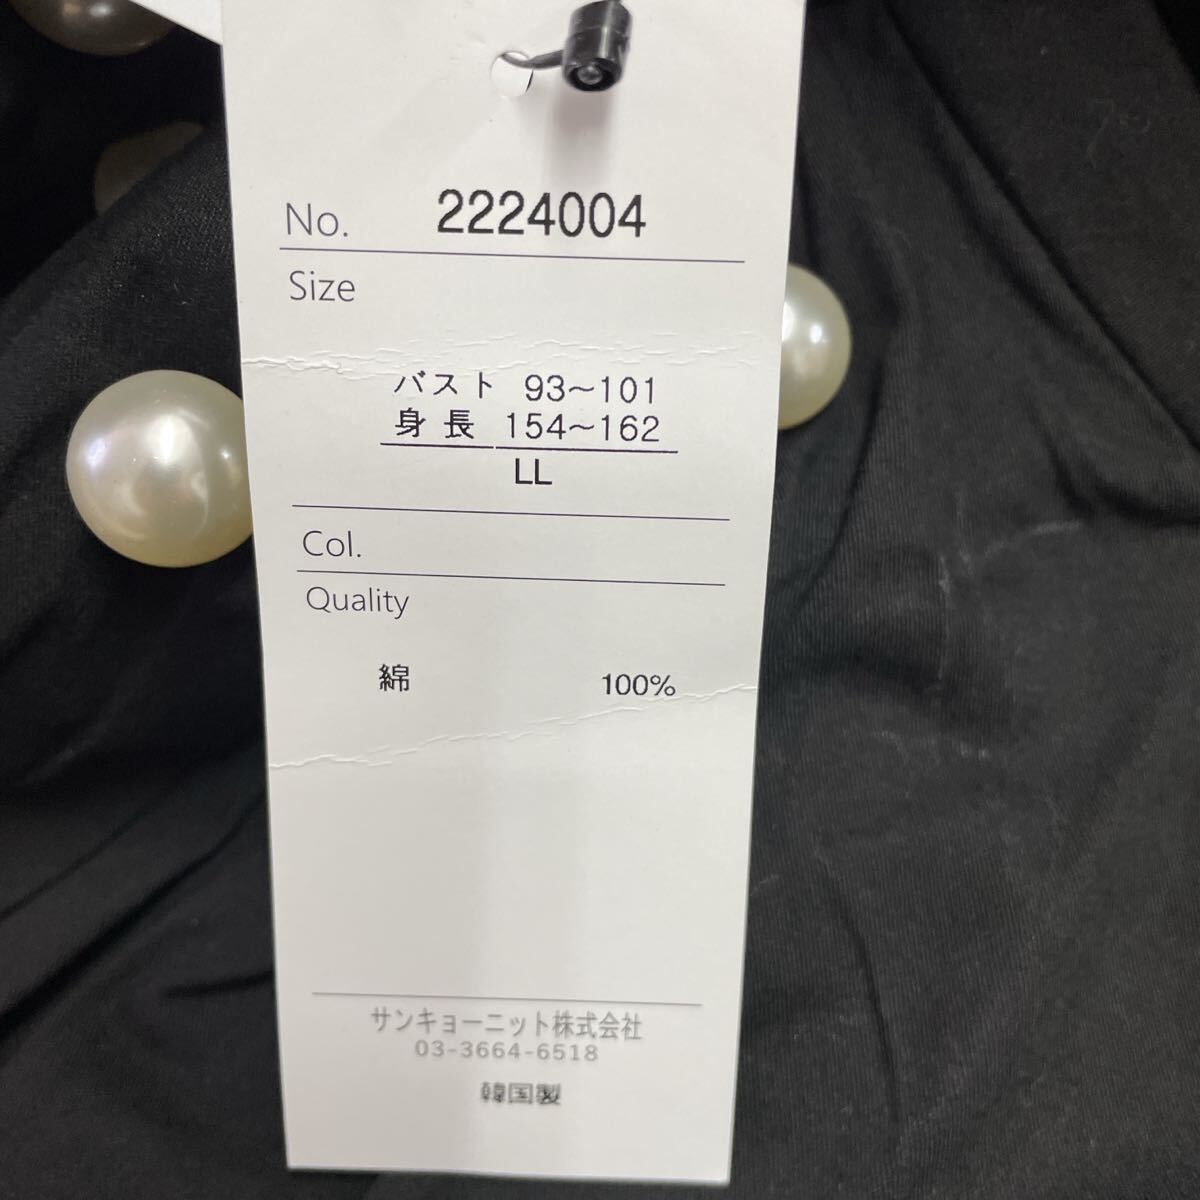 No. 2224004
Size
バスト 93~101
身長 154~162
LL
Col.
Quality
綿 100%
サンキョーニット株式会社
03-3664-6518
韓国製